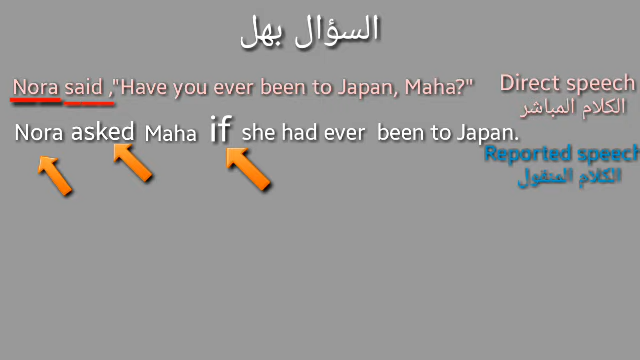 السؤال بهل
Nora said ,"Have you ever been to Japan, Maha?"
Direct speech
الكلام المباشر
Nora asked Maha if she had ever been to Japan.
Reported speech
الكلام المنقول